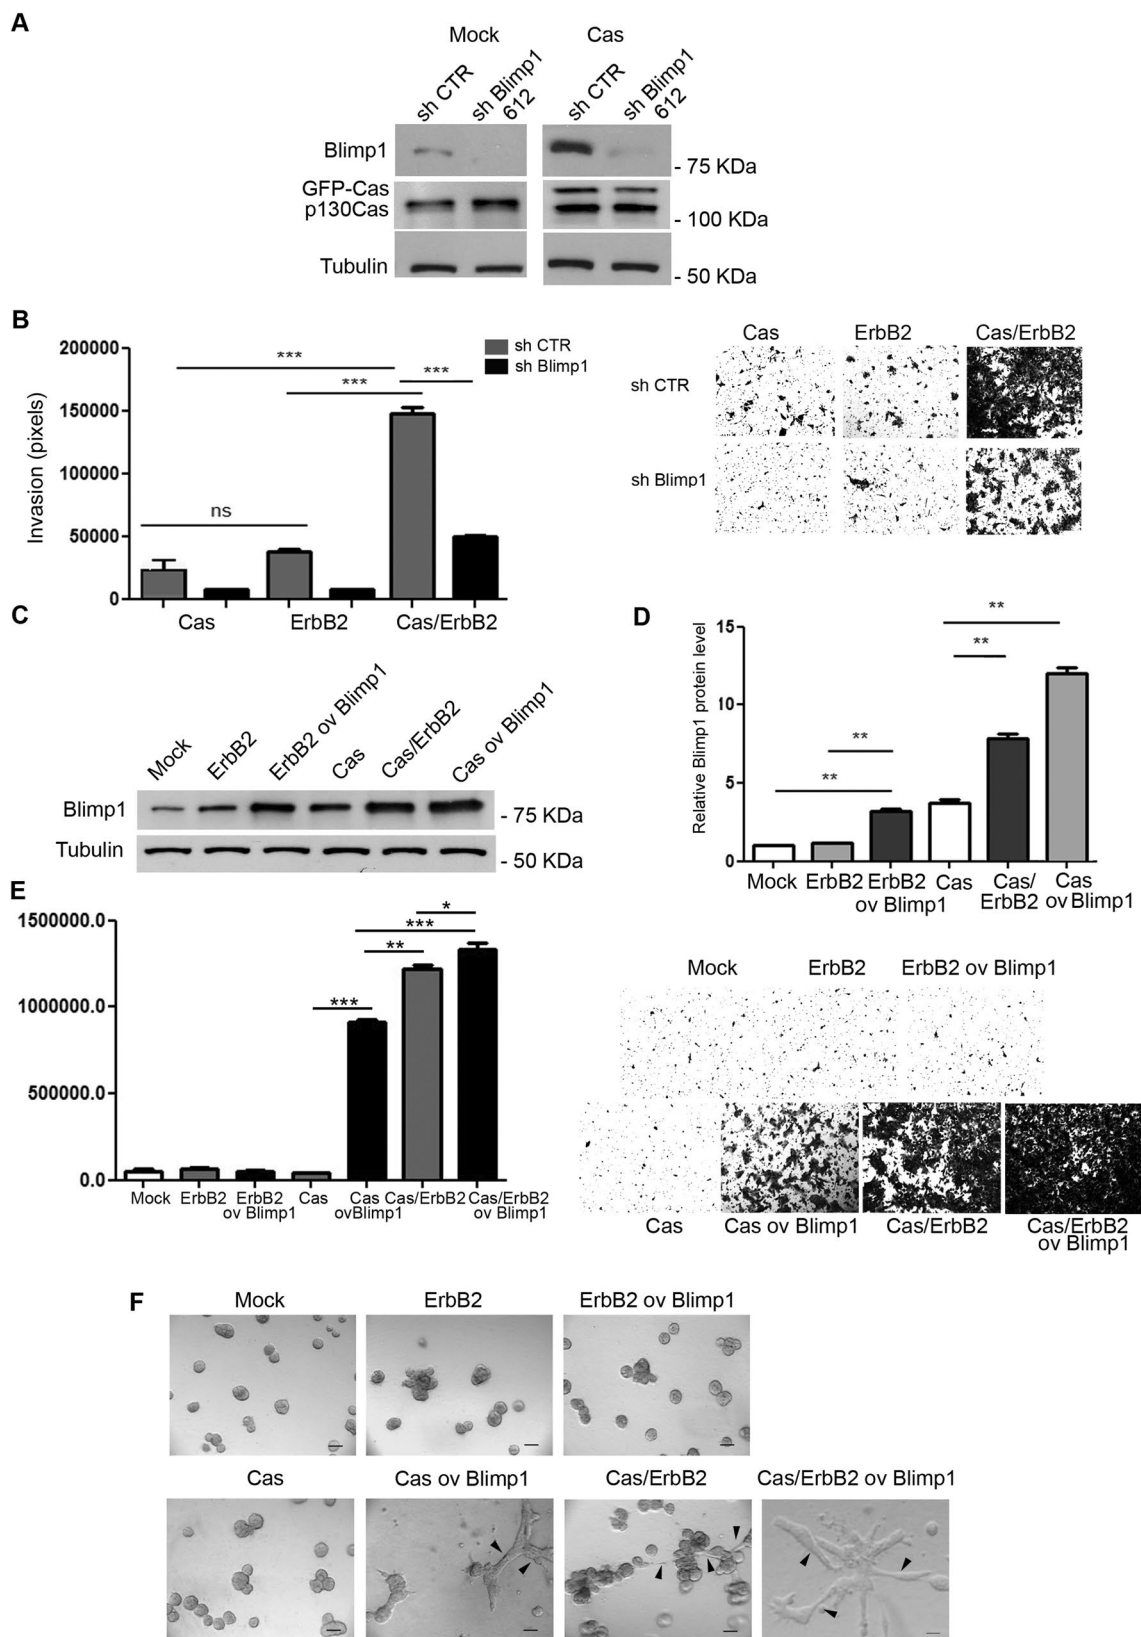 A
Mock Cas
sh CTR
sh Blimp1
612
sh CTR
sh Blimp1
612
Blimp1
- 75 KDa
GFP-Cas
p130Cas
- 100 KDa
Tubulin
- 50 KDa
B
200000
150000
100000
50000
0
Invasion (pixels)
***
***
***
ns
sh CTR
sh Blimp1
Cas ErbB2 Cas/ErbB2
Cas ErbB2 Cas/ErbB2
sh CTR
sh Blimp1
C
Mock
ErbB2
ErbB2 ov Blimp1
Cas
Cas/ErbB2
Cas ov Blimp1
Blimp1
- 75 KDa
Tubulin
- 50 KDa
D
Relative Blimp1 protein level
15
10
5
0
**
**
**
**
Mock
ErbB2
ErbB2
ov Blimp1
Cas
Cas/
ErbB2
Cas
ov Blimp1
E
1500000.0
1000000.0
500000.0
0.0
*
***
**
***
Mock
ErbB2
ErbB2
ov Blimp1
Cas
Cas
ovBlimp1
Cas/ErbB2
Cas/ErbB2
ov Blimp1
Mock ErbB2 ErbB2 ov Blimp1
Cas Cas ov Blimp1 Cas/ErbB2 Cas/ErbB2
ov Blimp1
F
Mock ErbB2 ErbB2 ov Blimp1
Cas Cas ov Blimp1 Cas/ErbB2 Cas/ErbB2 ov Blimp1